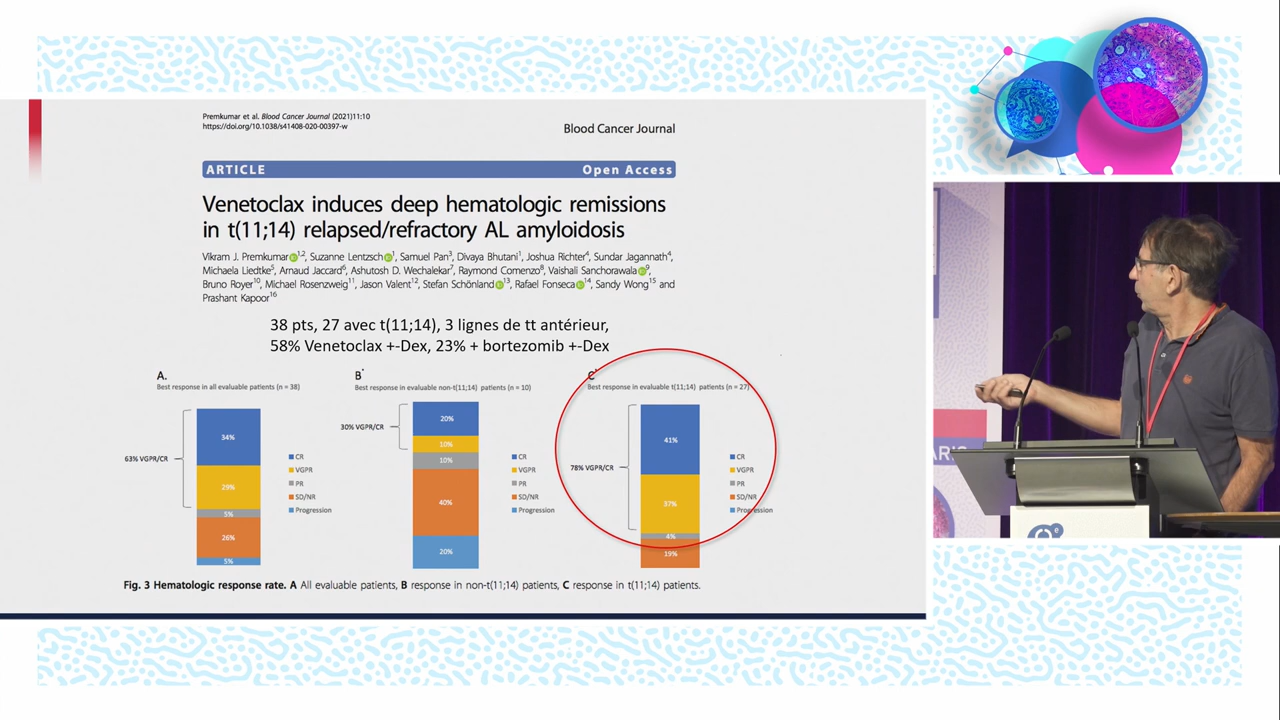 Premkumar et al. Blood Cancer Journal (2021)11:10
https://doi.org/10.1038/s41408-020-00397-w
Blood Cancer Journal
ARTICLE
Open Access
Venetoclax induces deep hematologic remissions
in t(11;14) relapsed/refractory AL amyloidosis
Vikram J. Premkumar1,2, Suzanne Lentzsch1, Samuel Pan3, Divaya Bhutani1, Joshua Richter4, Sundar Jagannath4,
Michaela Liedtke5, Arnaud Jaccard6, Ashutosh D. Wechalekar7, Raymond Comenzo8, Vaishali Sanchorawala9,
Bruno Royer10, Michael Rosenzweig11, Jason Valent12, Stefan Schönland13, Rafael Fonseca14, Sandy Wong15 and
Prashant Kapoor16
38 pts, 27 avec t(11;14), 3 lignes de tt antérieur,
58% Venetoclax +-Dex, 23% + bortezomib +-Dex
A.
Best response in all evaluable patients (n = 38)
63% VGPR/CR
34%
29%
5%
26%
5%
CR
VGPR
PR
SD/NR
Progression
B
Best response in evaluable non-t(11;14) patients (n = 10)
30% VGPR/CR
20%
10%
10%
40%
20%
CR
VGPR
PR
SD/NR
Progression
C
Best response in evaluable t(11;14) patients (n = 27)
78% VGPR/CR
41%
37%
4%
19%
CR
VGPR
PR
SD/NR
Progression
Fig. 3 Hematologic response rate. A All evaluable patients, B response in non-t(11;14) patients, C response in t(11;14) patients.